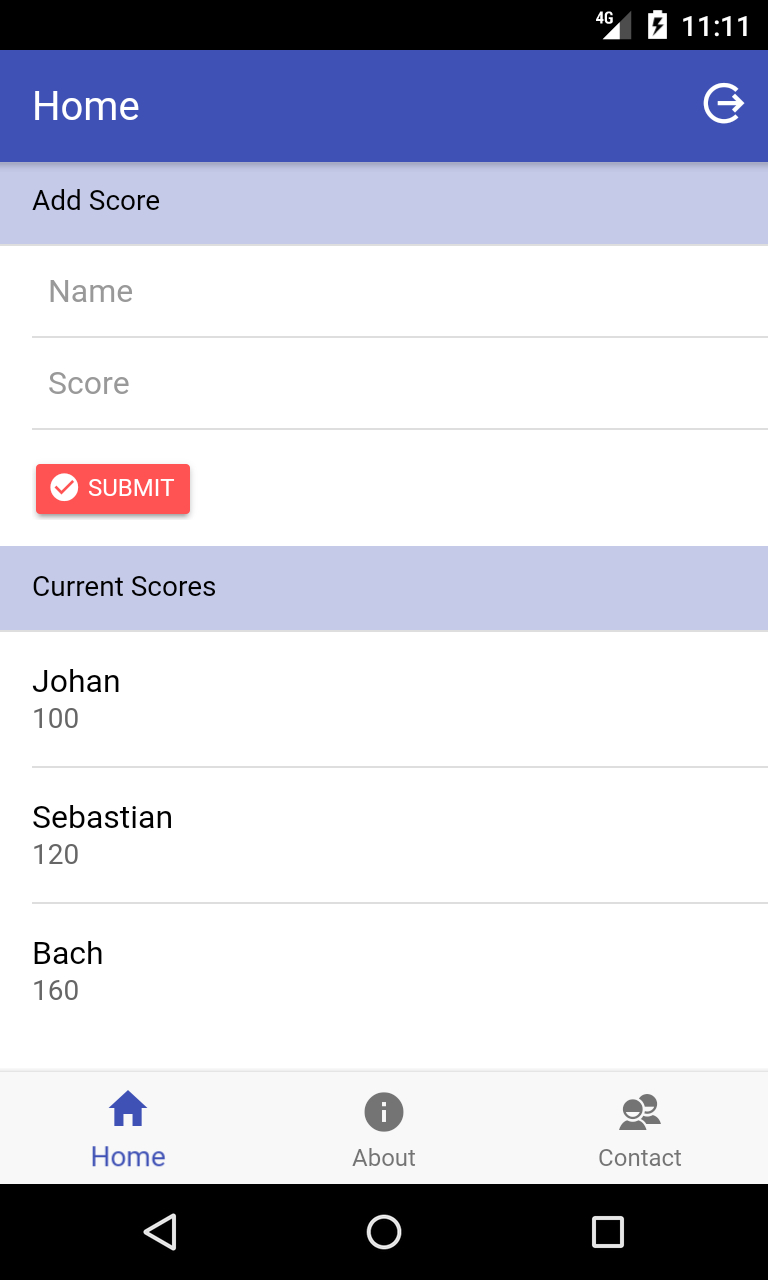 4G 11:11
Home
Add Score
Name
Score
SUBMIT
Current Scores
Johan
100
Sebastian
120
Bach
160
Home About Contact